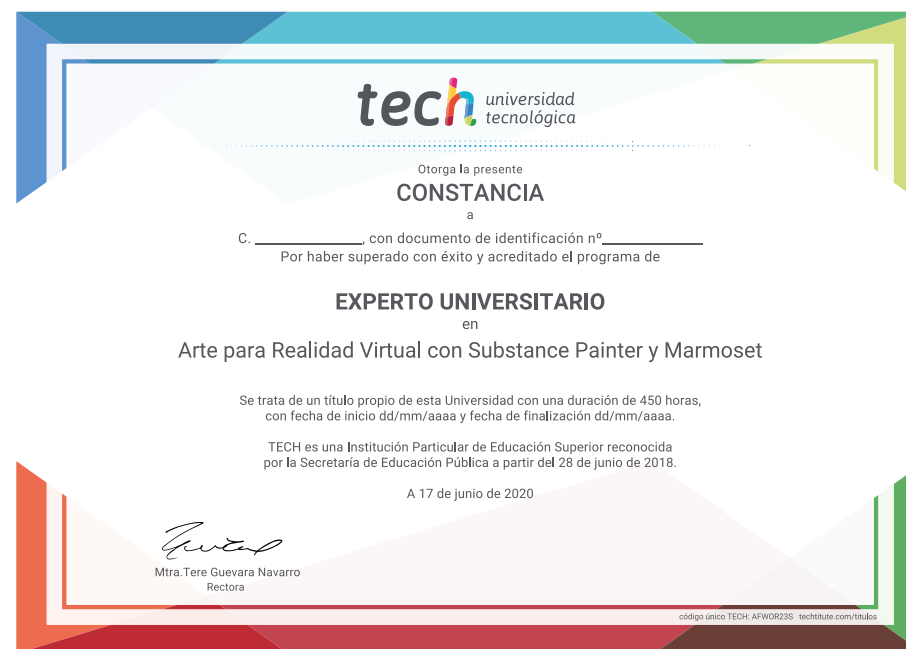 tech universidad
tecnológica
Otorga la presente
CONSTANCIA
a
C. ______________, con documento de identificación nº_____________
Por haber superado con éxito y acreditado el programa de
EXPERTO UNIVERSITARIO
en
Arte para Realidad Virtual con Substance Painter y Marmoset
Se trata de un título propio de esta Universidad con una duración de 450 horas,
con fecha de inicio dd/mm/aaaa y fecha de finalización dd/mm/aaaa.
TECH es una Institución Particular de Educación Superior reconocida
por la Secretaría de Educación Pública a partir del 28 de junio de 2018.
A 17 de junio de 2020
Mtra.Tere Guevara Navarro
Rectora
código único TECH: AFWOR23S techtitute.com/titulos